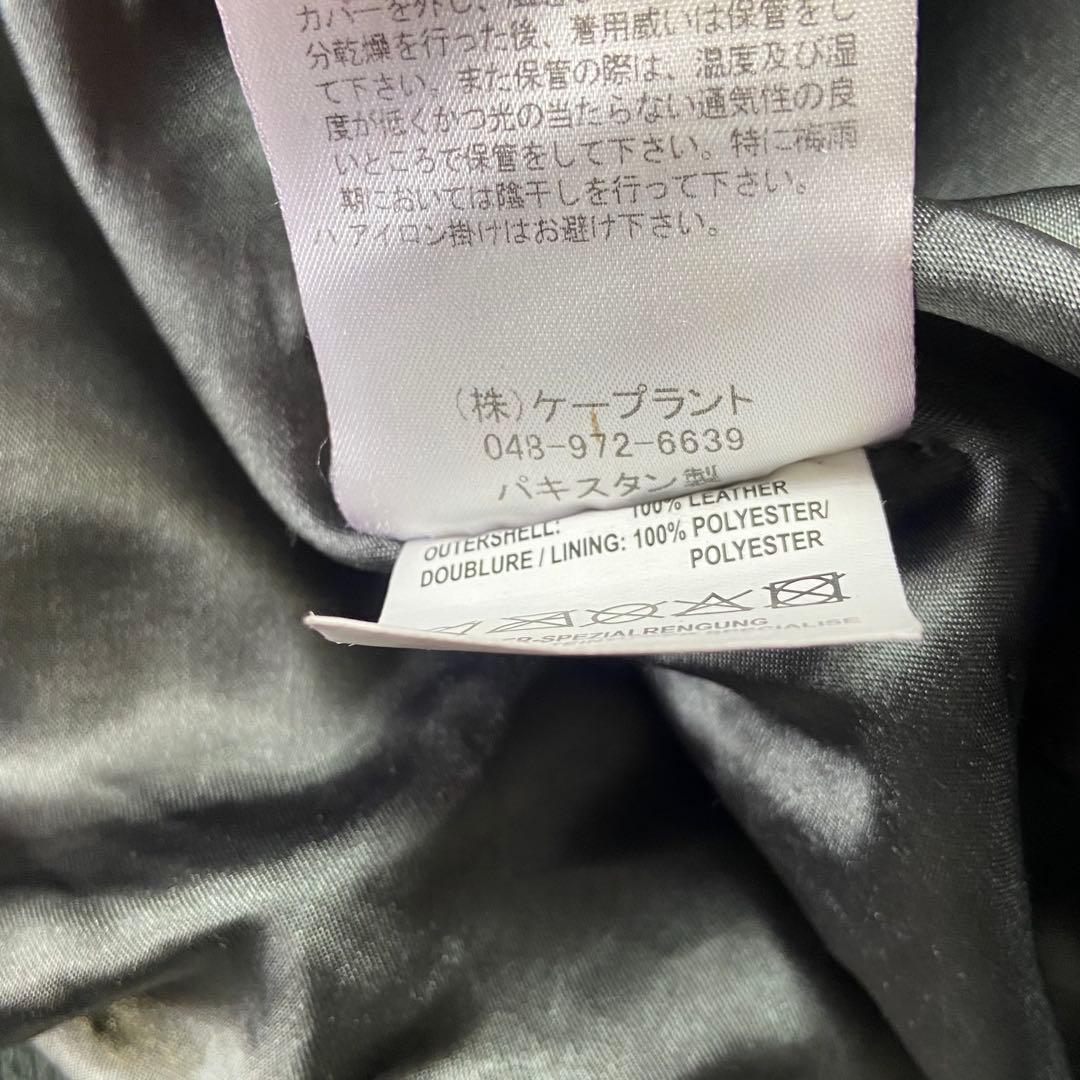 カバーを外し、
分乾燥を行った後、着用或いは保管をし
て下さい。また保管の際は、温度及び湿
度が低くかつ光の当たらない通気性の良
いところで保管をして下さい。特に梅雨
期においては陰干しを行って下さい。
ハ アイロン掛けはお避け下さい。
(株)ケープラント
048-972-6639
パキスタン製
OUTERSHELL: 100% LEATHER
DOUBLURE / LINING: 100% POLYESTER/
POLYESTER
ER-SPEZIALRENGUNG
SPECIALISE